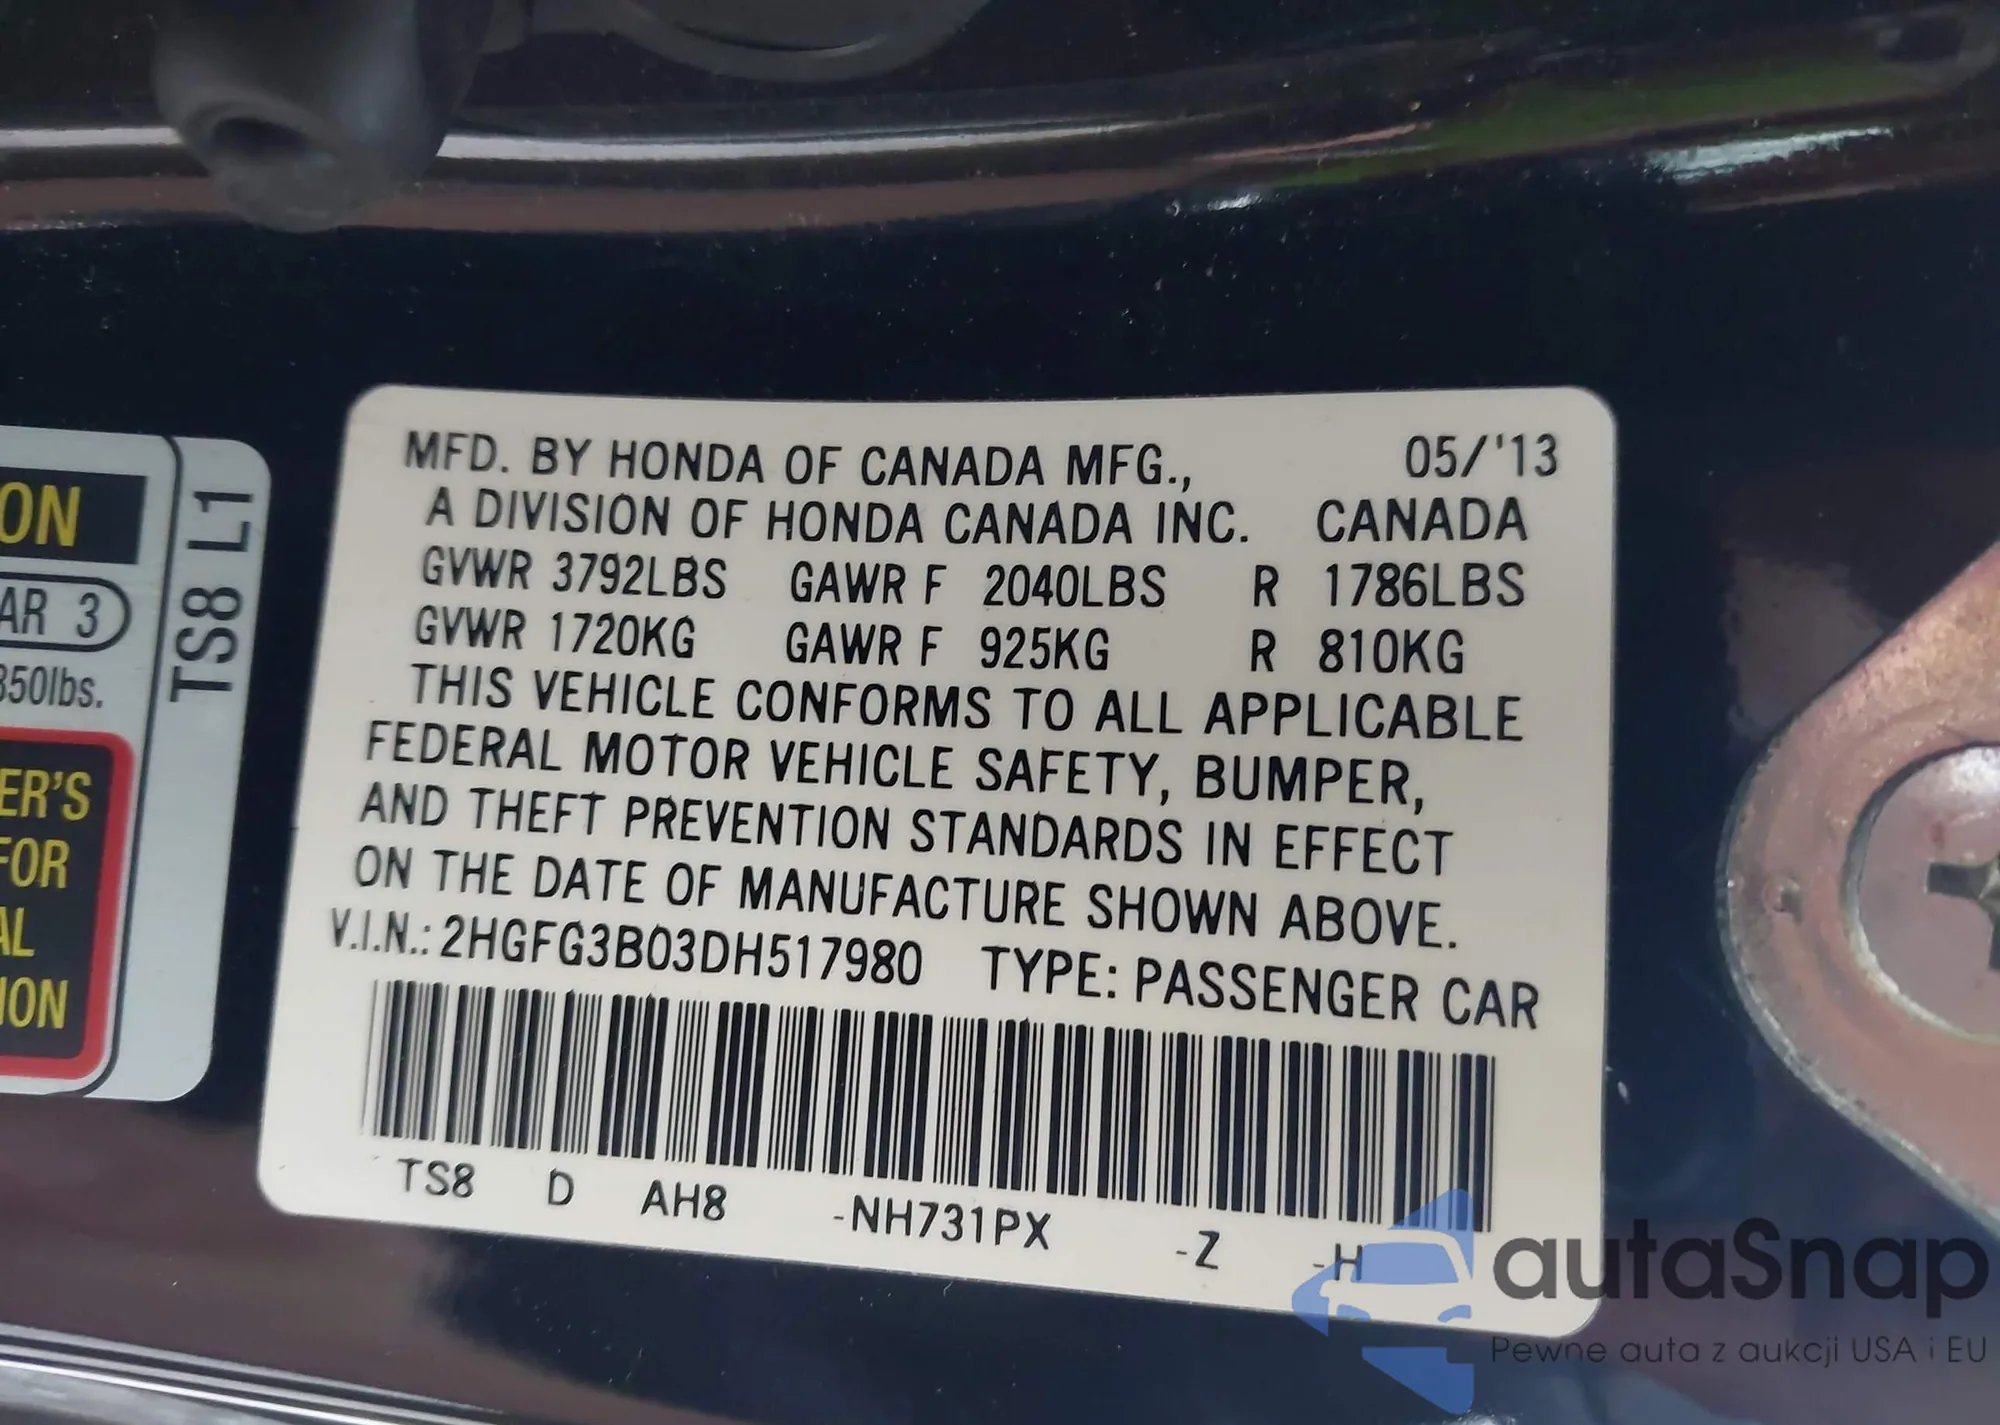 MFD. BY HONDA OF CANADA MFG., 05/'13
A DIVISION OF HONDA CANADA INC. CANADA
GVWR 3792LBS GAWR F 2040LBS R 1786LBS
GVWR 1720KG GAWR F 925KG R 810KG
THIS VEHICLE CONFORMS TO ALL APPLICABLE
FEDERAL MOTOR VEHICLE SAFETY, BUMPER,
AND THEFT PREVENTION STANDARDS IN EFFECT
ON THE DATE OF MANUFACTURE SHOWN ABOVE.
V.I.N.: 2HGFG3B03DH517980 TYPE: PASSENGER CAR
TS8 D AH8 -NH731PX -Z -H
TS8 L1
ON
AR 3
350lbs.
ER'S
FOR
AL
ION
autaSnap
Pewne auta z aukcji USA i EU